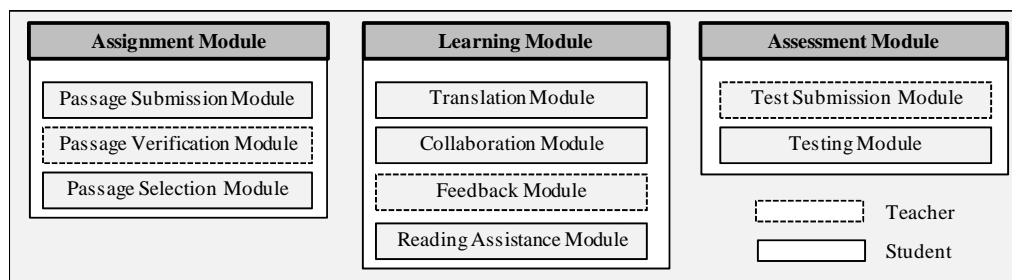 Assignment Module
Passage Submission Module
Passage Verification Module
Passage Selection Module
Learning Module
Translation Module
Collaboration Module
Feedback Module
Reading Assistance Module
Assessment Module
Test Submission Module
Testing Module
Teacher
Student